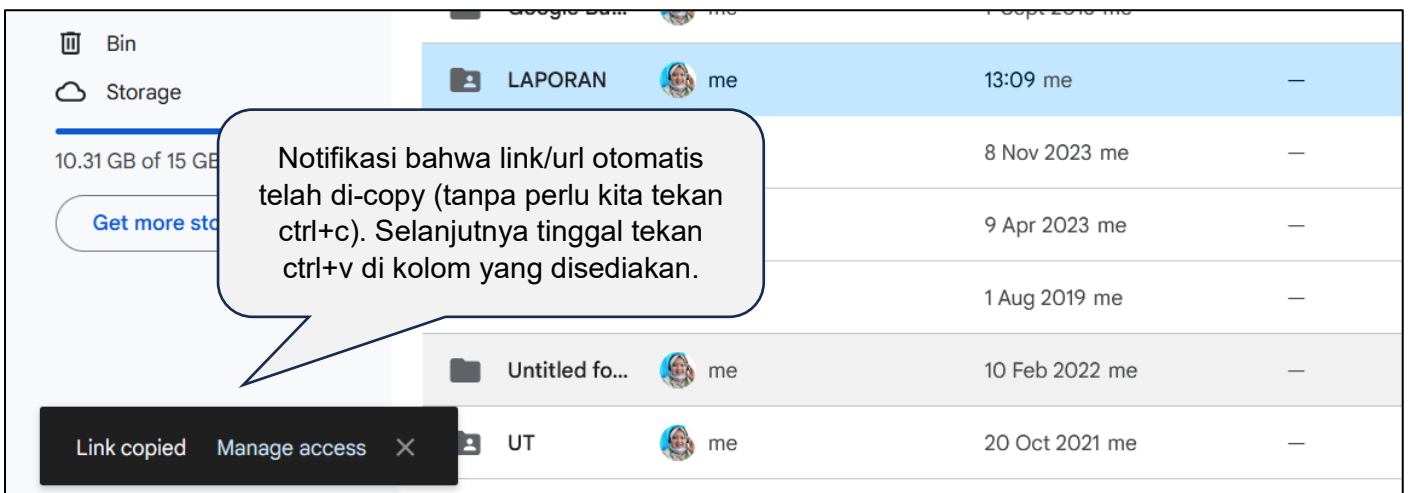 Bin
Storage
10.31 GB of 15 GB
Get more
LAPORAN me 13:09 me —
8 Nov 2023 me —
9 Apr 2023 me —
1 Aug 2019 me —
Untitled fo... me 10 Feb 2022 me —
UT me 20 Oct 2021 me —
Notifikasi bahwa link/url otomatis
telah di-copy (tanpa perlu kita tekan
ctrl+c). Selanjutnya tinggal tekan
ctrl+v di kolom yang disediakan.
Link copied Manage access